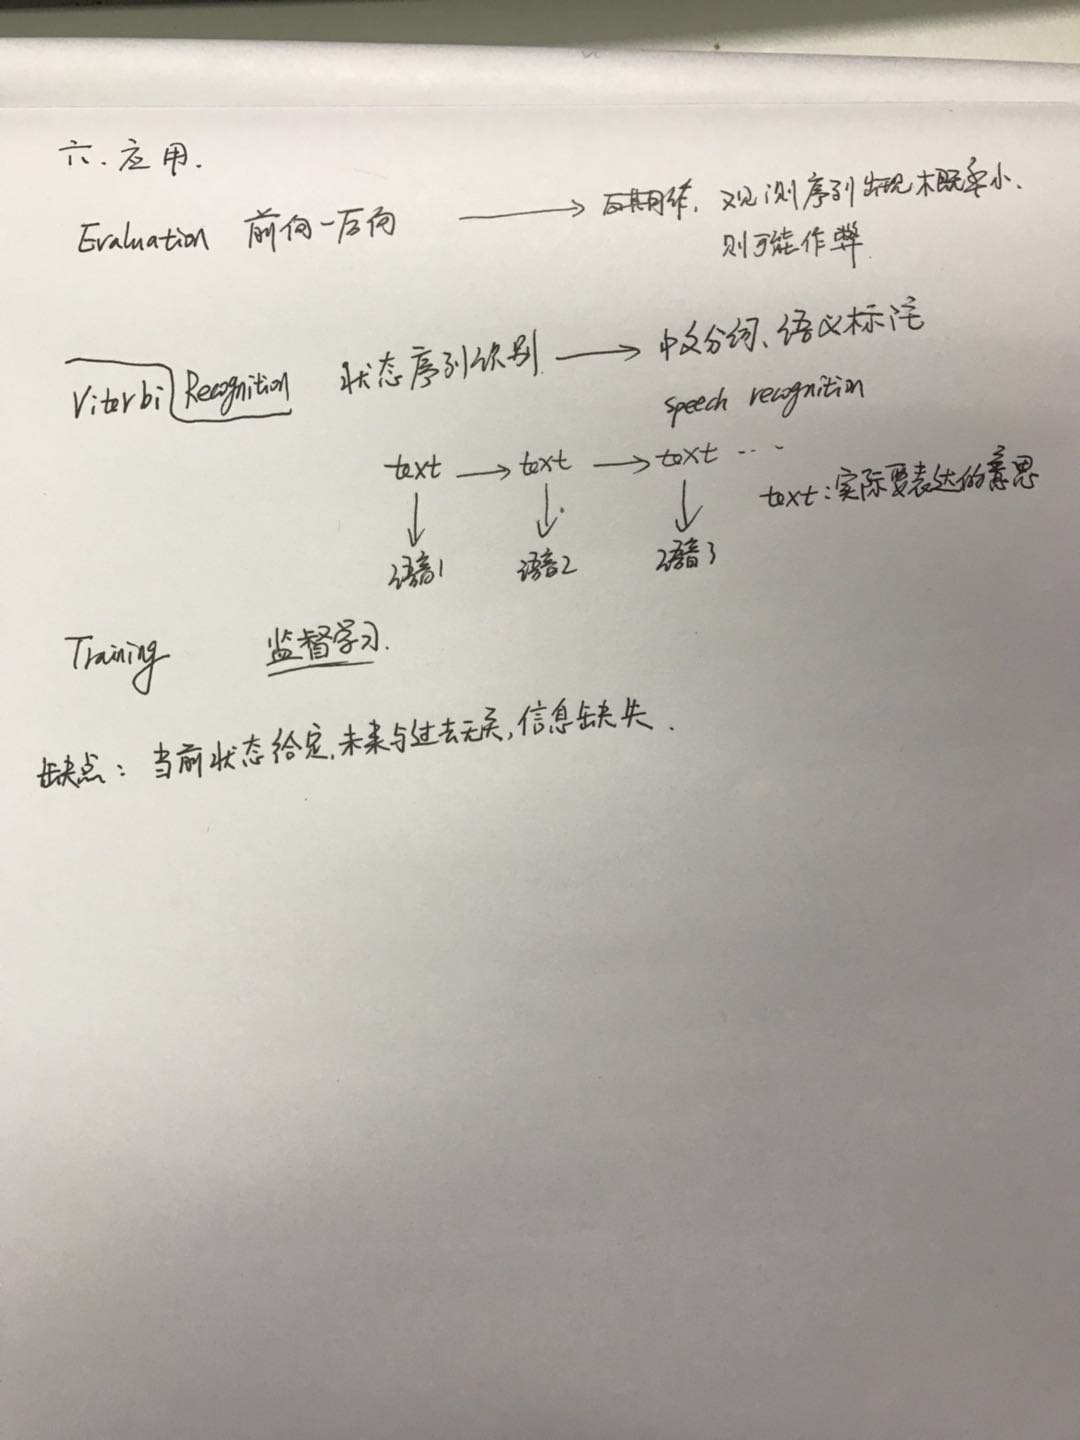 六、应用.
Evaluation 前向-后向 → 观测序列出现概率小.
则可能作弊.
Viterbi Recognition 状态序列识别 → 中文分词、语义标注
speech recognition
text → text → text ...
text:实际要表达的意思
语音1 语音2 语音3
Training 监督学习.
缺点: 当前状态给定,未来与过去无关,信息缺失.